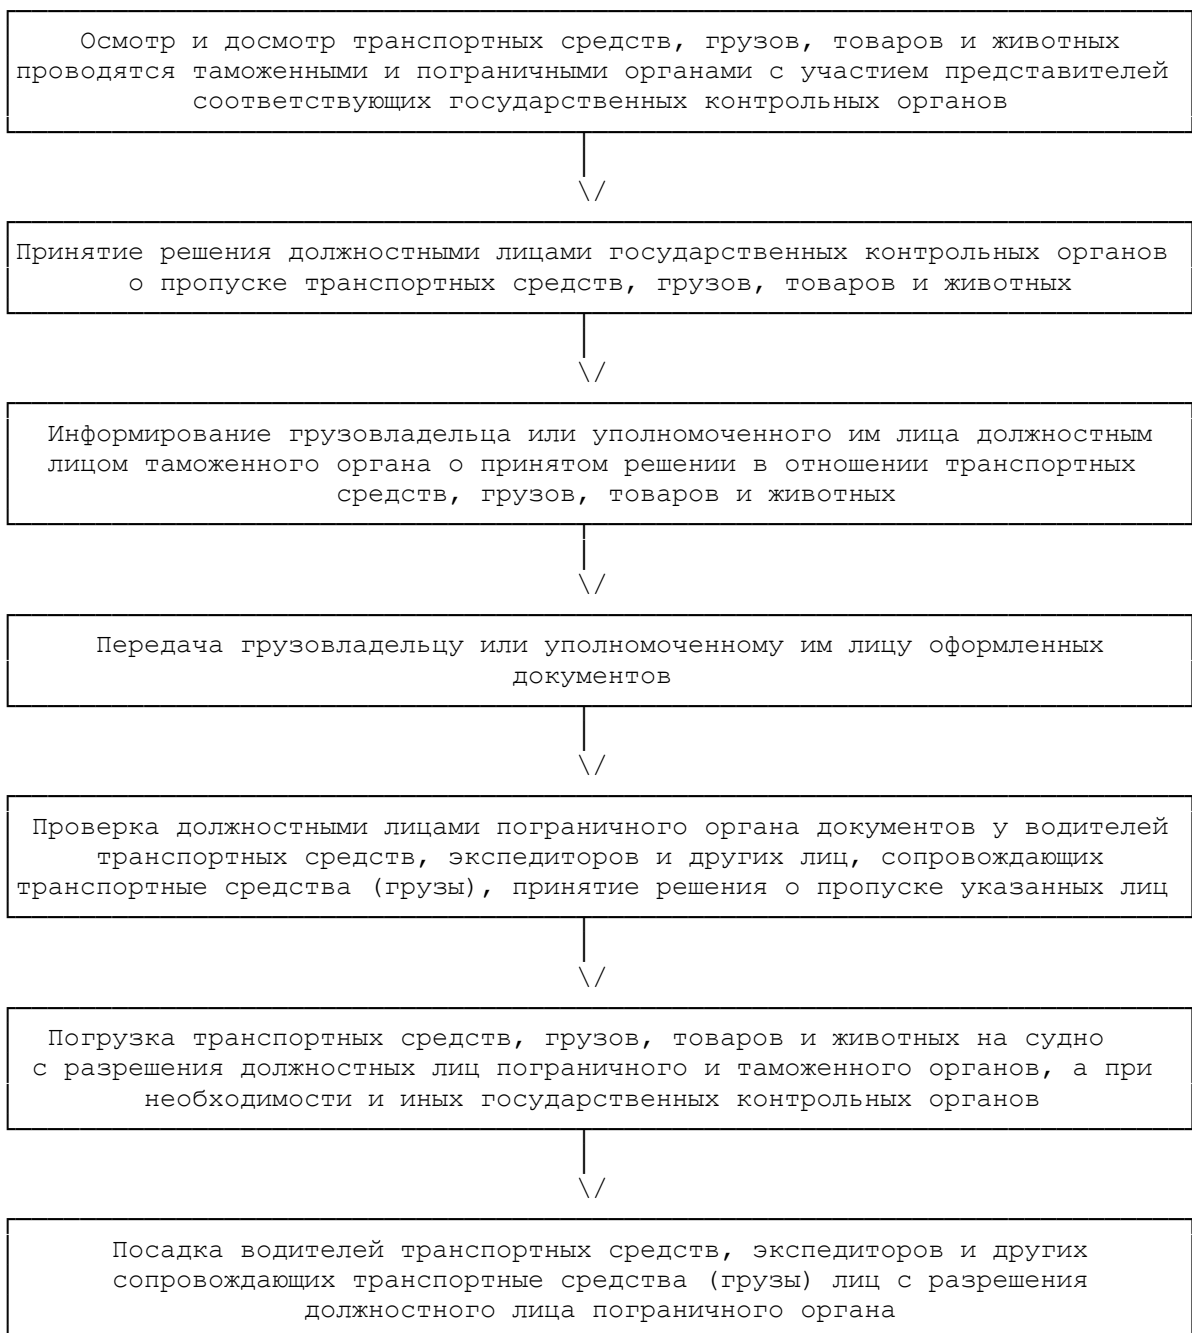 Осмотр и досмотр транспортных средств, грузов, товаров и животных
проводятся таможенными и пограничными органами с участием представителей
соответствующих государственных контрольных органов
\/
Принятие решения должностными лицами государственных контрольных органов
о пропуске транспортных средств, грузов, товаров и животных
\/
Информирование грузовладельца или уполномоченного им лица должностным
лицом таможенного органа о принятом решении в отношении транспортных
средств, грузов, товаров и животных
\/
Передача грузовладельцу или уполномоченному им лицу оформленных
документов
\/
Проверка должностными лицами пограничного органа документов у водителей
транспортных средств, экспедиторов и других лиц, сопровождающих
транспортные средства (грузы), принятие решения о пропуске указанных лиц
\/
Погрузка транспортных средств, грузов, товаров и животных на судно
с разрешения должностных лиц пограничного и таможенного органов, а при
необходимости и иных государственных контрольных органов
\/
Посадка водителей транспортных средств, экспедиторов и других
сопровождающих транспортные средства (грузы) лиц с разрешения
должностного лица пограничного органа